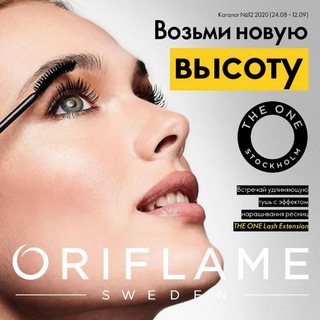 Каталог №12 2020 (24.08 - 12.09)
Возьми новую
высоту
THE ONE
STOCKHOLM
Встречай удлиняющую
тушь с эффектом
наращивания ресниц
THE ONE Lash Extension
ORIFLAME
SWEDEN